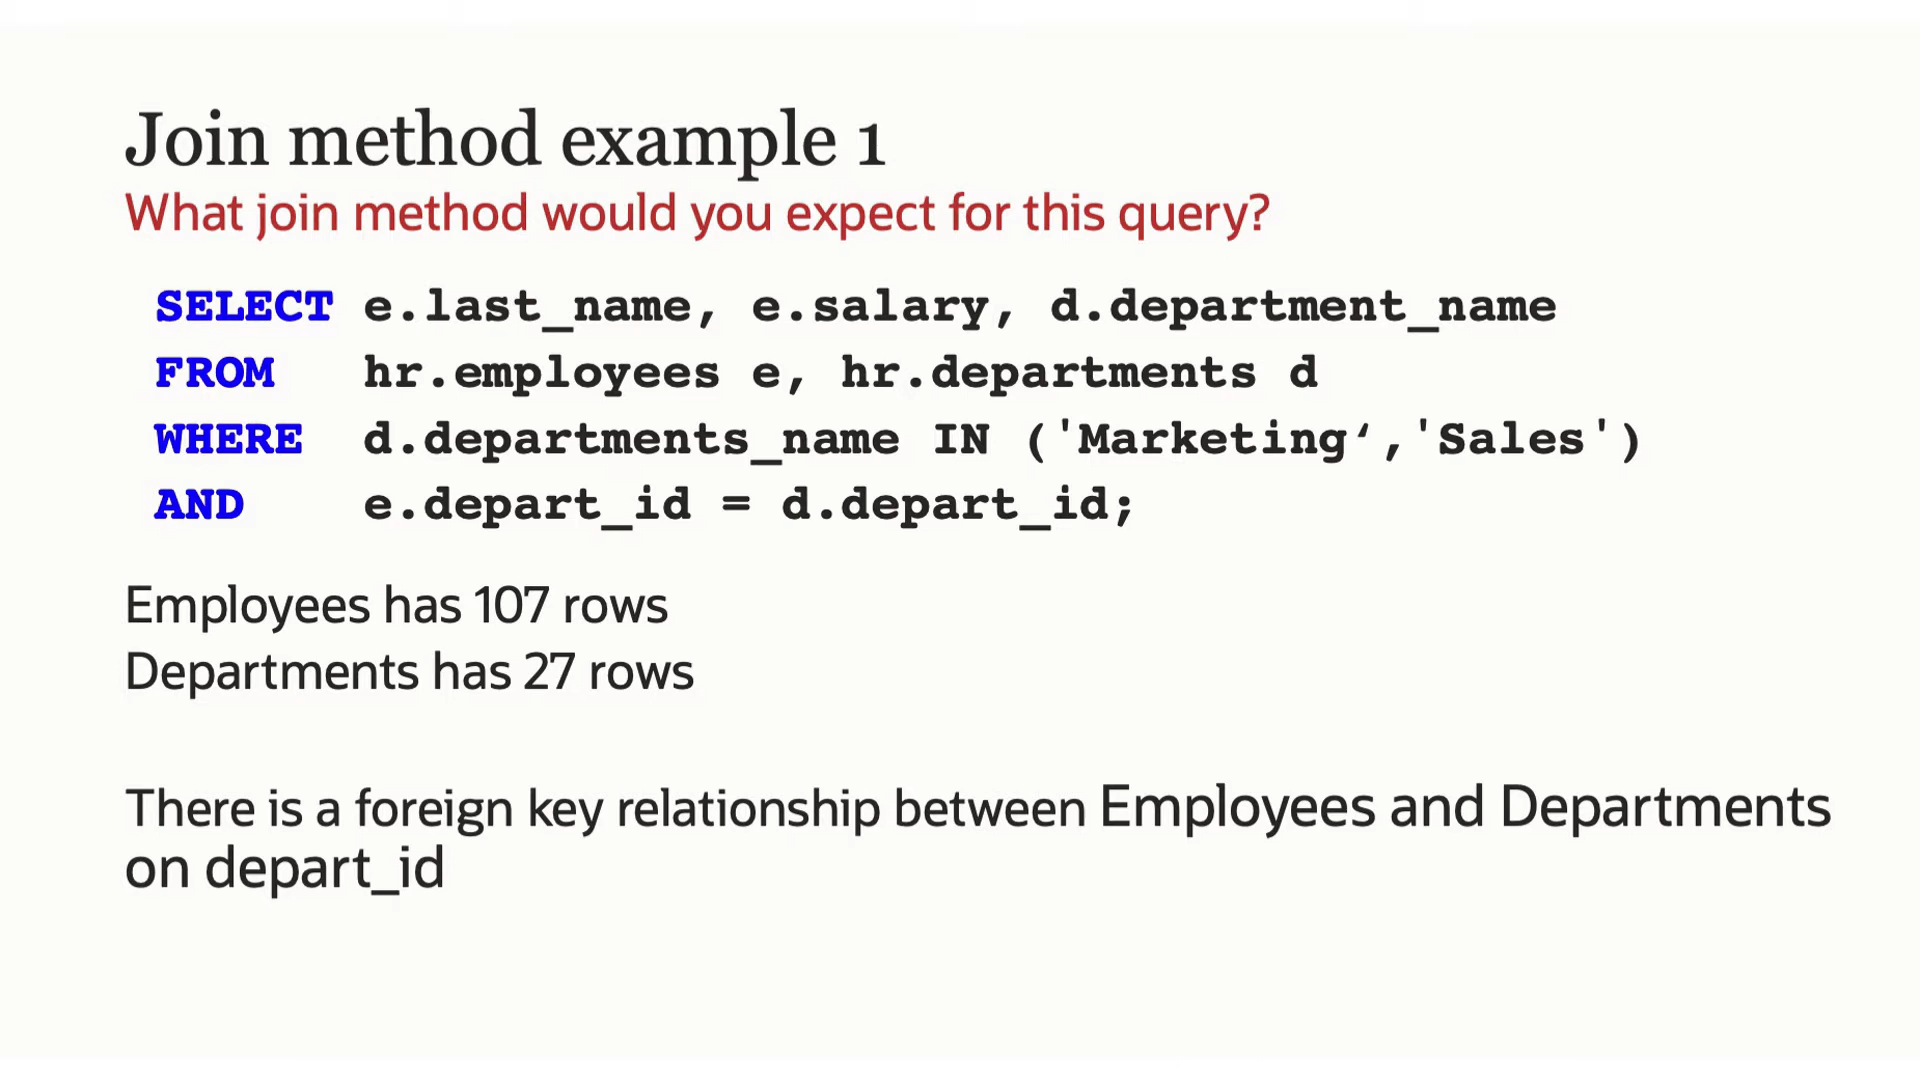 Join method example 1
What join method would you expect for this query?
SELECT e.last_name, e.salary, d.department_name
FROM hr.employees e, hr.departments d
WHERE d.departments_name IN ('Marketing‘,'Sales')
AND e.depart_id = d.depart_id;
Employees has 107 rows
Departments has 27 rows
There is a foreign key relationship between Employees and Departments
on depart_id